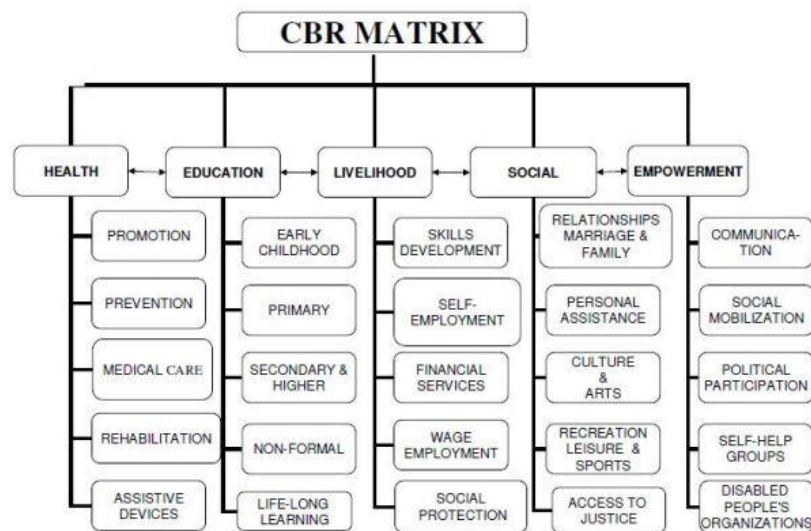 CBR MATRIX
HEALTH
EDUCATION
LIVELIHOOD
SOCIAL
EMPOWERMENT
PROMOTION
PREVENTION
MEDICAL CARE
REHABILITATION
ASSISTIVE
DEVICES
EARLY
CHILDHOOD
PRIMARY
SECONDARY &
HIGHER
NON-FORMAL
LIFE-LONG
LEARNING
SKILLS
DEVELOPMENT
SELF-
EMPLOYMENT
FINANCIAL
SERVICES
WAGE
EMPLOYMENT
SOCIAL
PROTECTION
RELATIONSHIPS
MARRIAGE &
FAMILY
PERSONAL
ASSISTANCE
CULTURE
&
ARTS
RECREATION
LEISURE &
SPORTS
ACCESS TO
JUSTICE
COMMUNICA-
TION
SOCIAL
MOBILIZATION
POLITICAL
PARTICIPATION
SELF-HELP
GROUPS
DISABLED
PEOPLE'S
ORGANIZATIONS